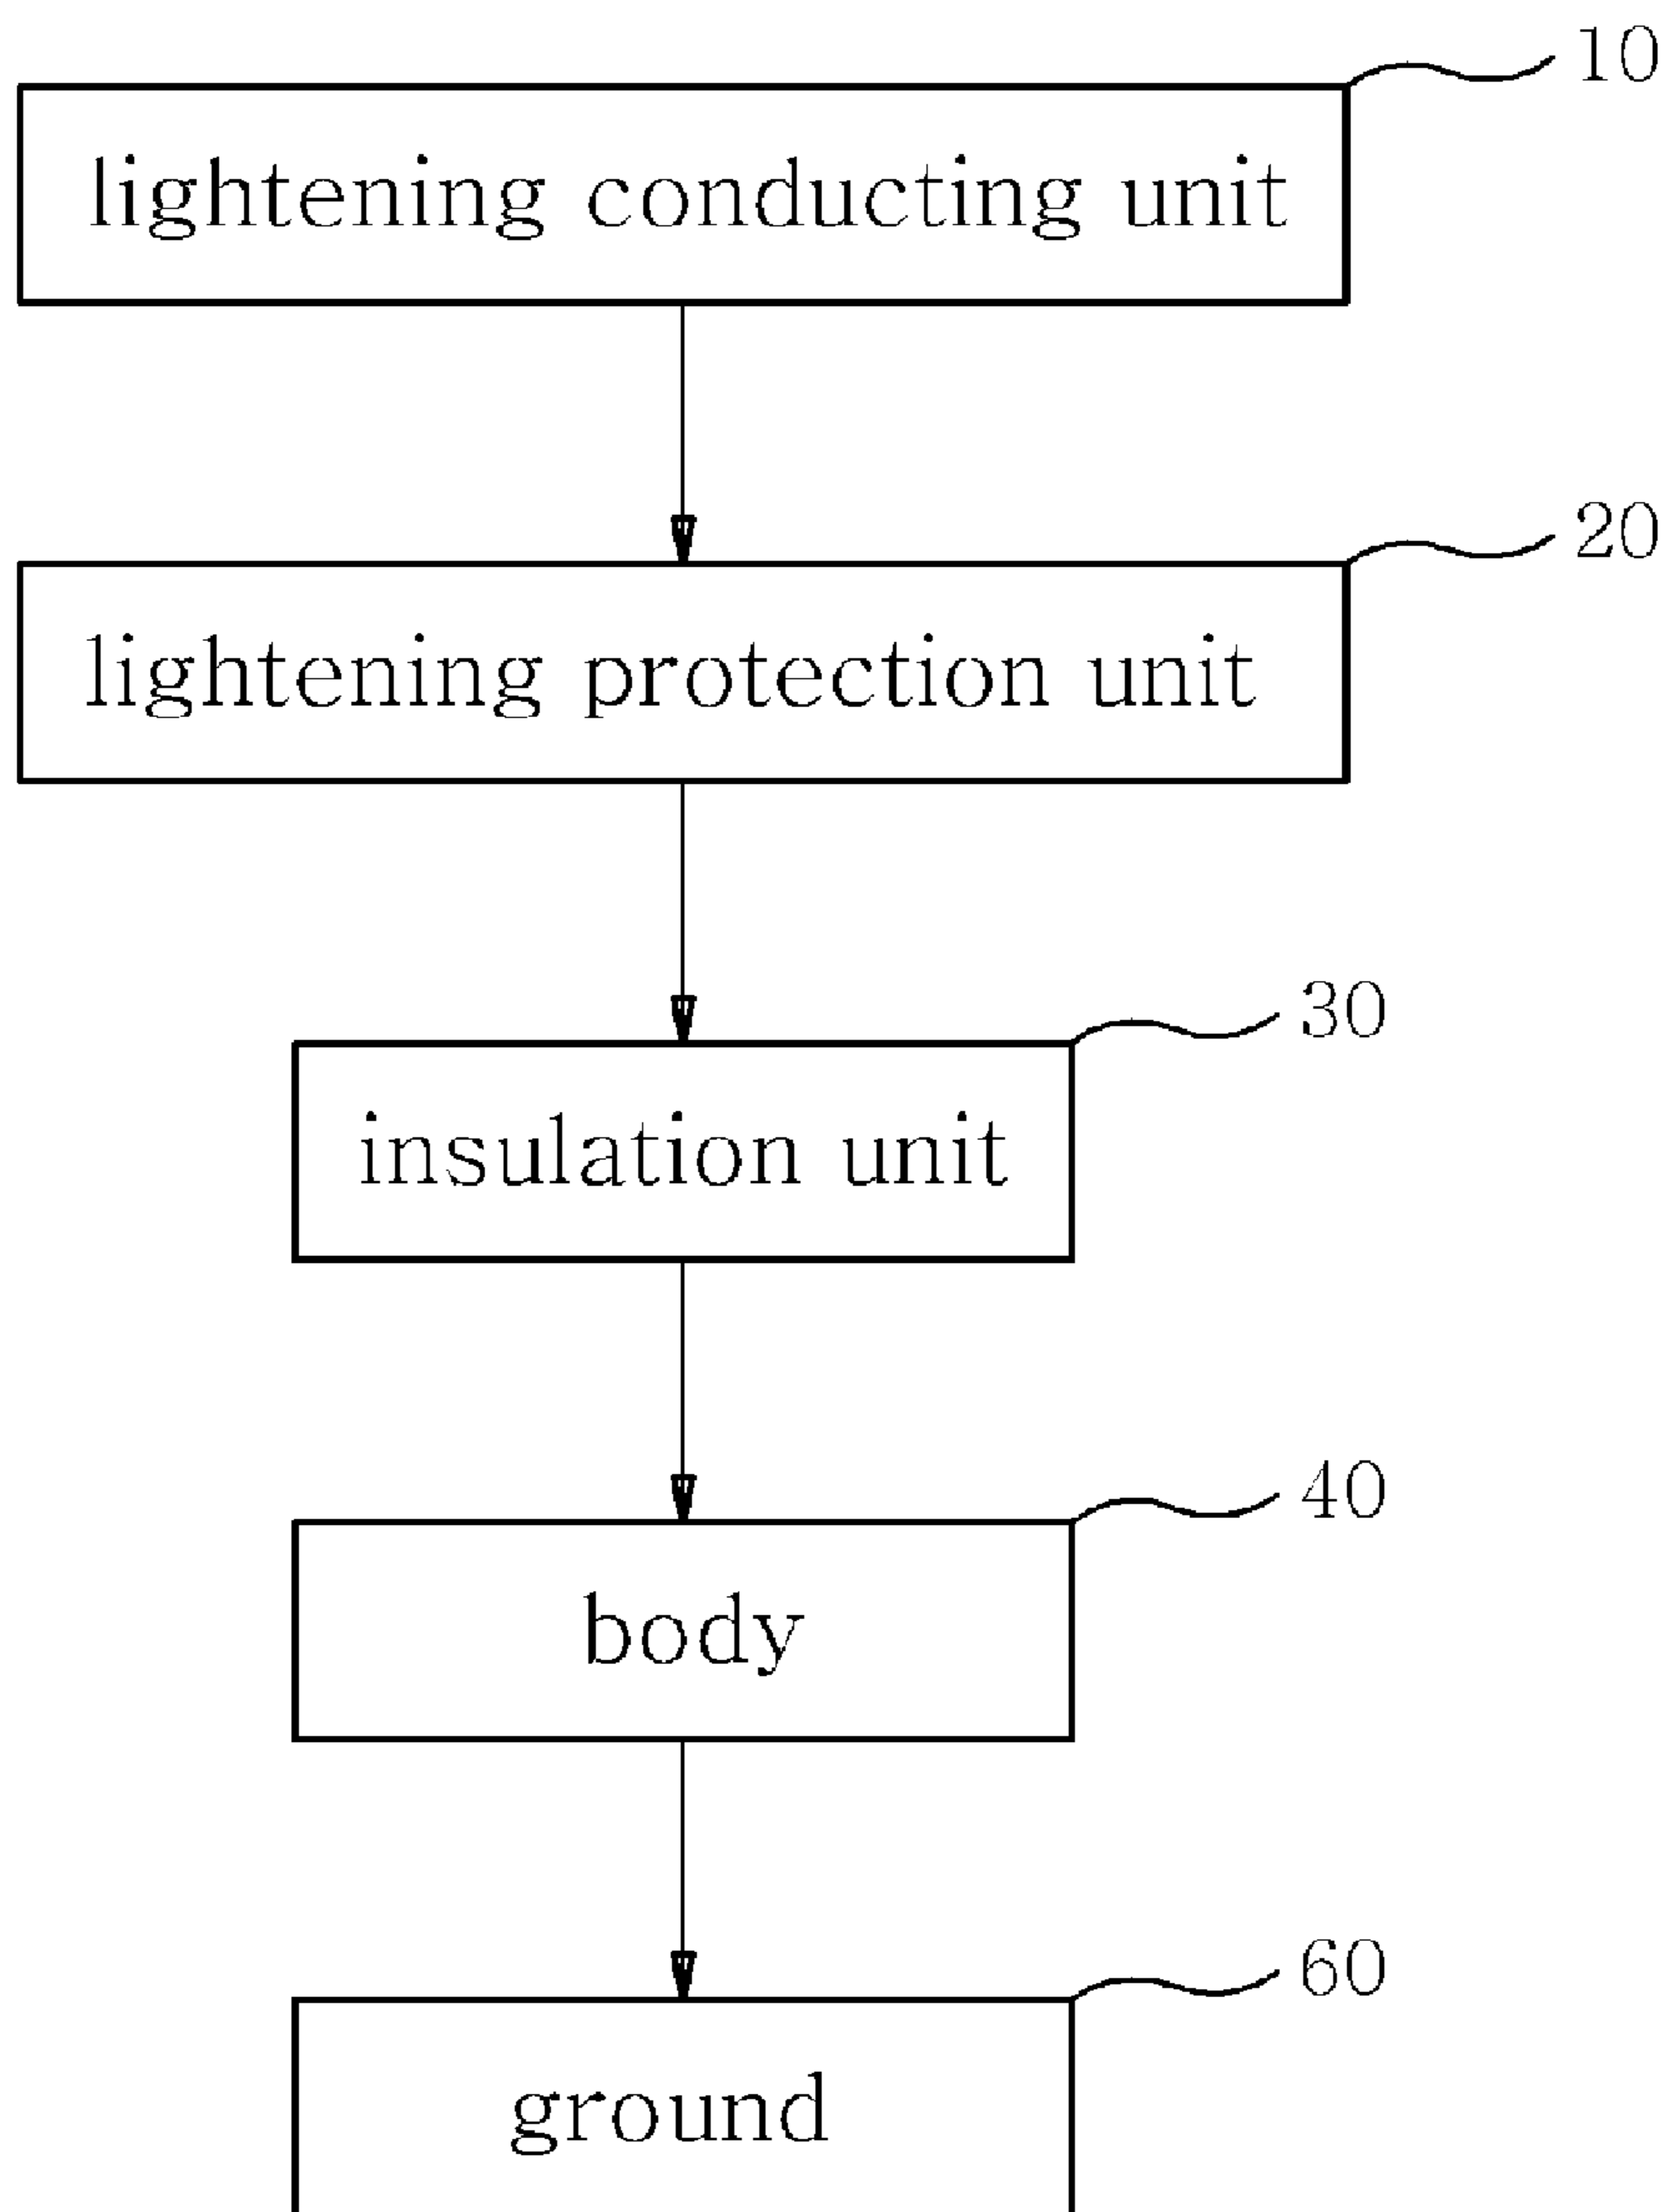 10
lightening conducting unit
20
lightening protection unit
30
insulation unit
40
body
60
ground